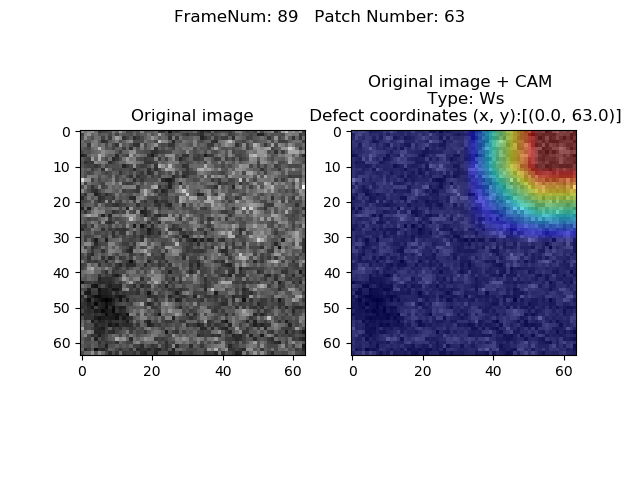 FrameNum: 89   Patch Number: 63
Original image
0
10
20
30
40
50
60
0 20 40 60
Original image + CAM
Type: Ws
Defect coordinates (x, y):[(0.0, 63.0)]
0
10
20
30
40
50
60
0 20 40 60